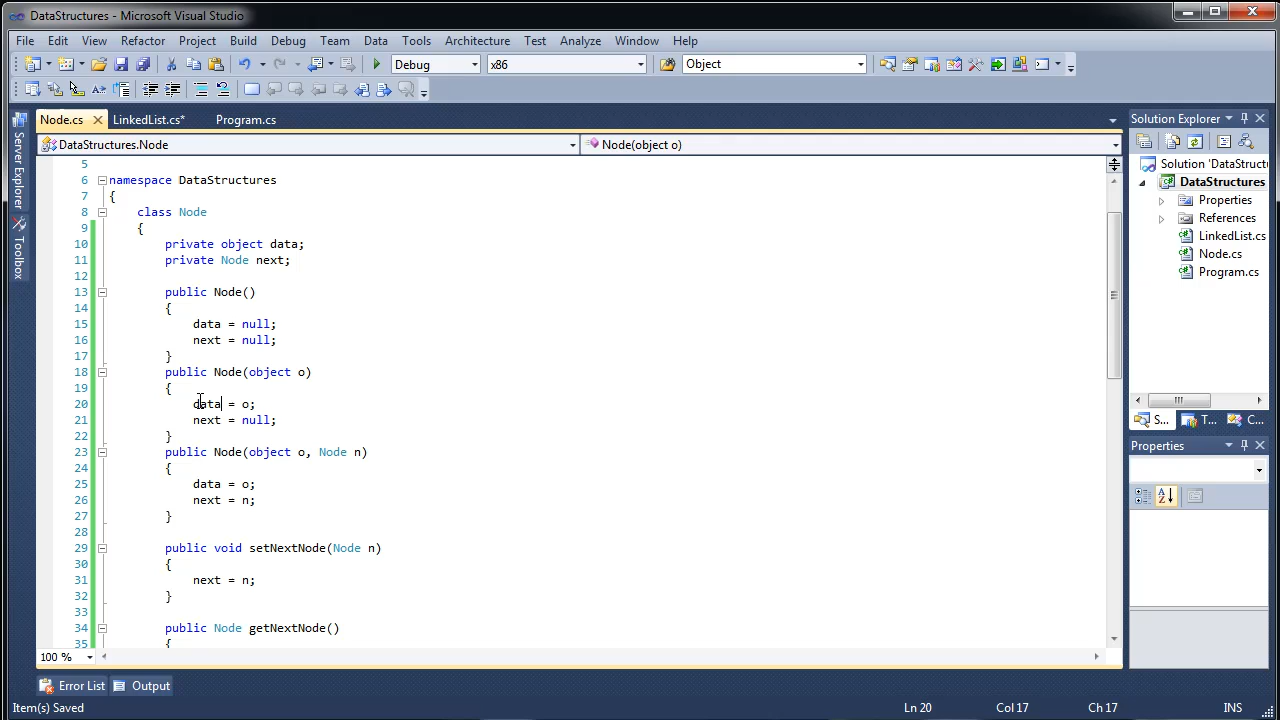 DataStructures - Microsoft Visual Studio
File Edit View Refactor Project Build Debug Team Data Tools Architecture Test Analyze Window Help
Debug x86 Object
Node.cs LinkedList.cs* Program.cs
DataStructures.Node Node(object o)
5
6 namespace DataStructures
7 {
8 class Node
9 {
10 private object data;
11 private Node next;
12
13 public Node()
14 {
15 data = null;
16 next = null;
17 }
18 public Node(object o)
19 {
20 data = o;
21 next = null;
22 }
23 public Node(object o, Node n)
24 {
25 data = o;
26 next = n;
27 }
28
29 public void setNextNode(Node n)
30 {
31 next = n;
32 }
33
34 public Node getNextNode()
35 {
100 %
Server Explorer
Toolbox
Solution Explorer
Solution 'DataStructu
DataStructures
Properties
References
LinkedList.cs
Node.cs
Program.cs
S... T... C...
Properties
Error List Output
Item(s) Saved Ln 20 Col 17 Ch 17 INS